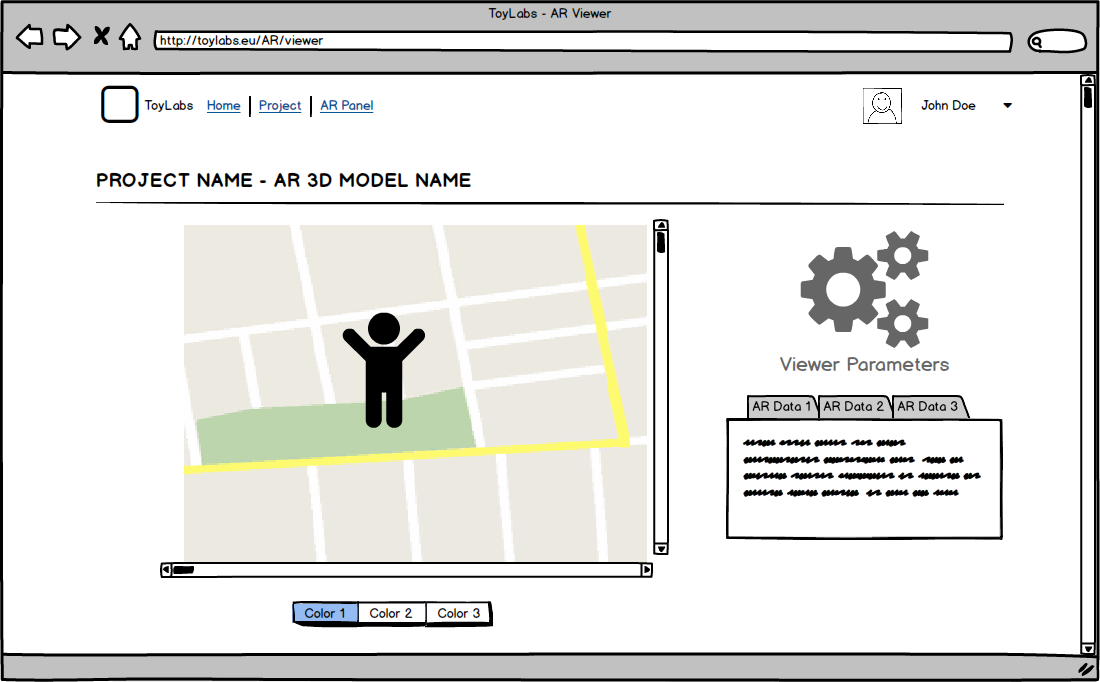 ToyLabs - AR Viewer
http://toylabs.eu/AR/viewer
ToyLabs Home Project AR Panel John Doe
PROJECT NAME - AR 3D MODEL NAME
Viewer Parameters
AR Data 1 AR Data 2 AR Data 3
Color 1 Color 2 Color 3